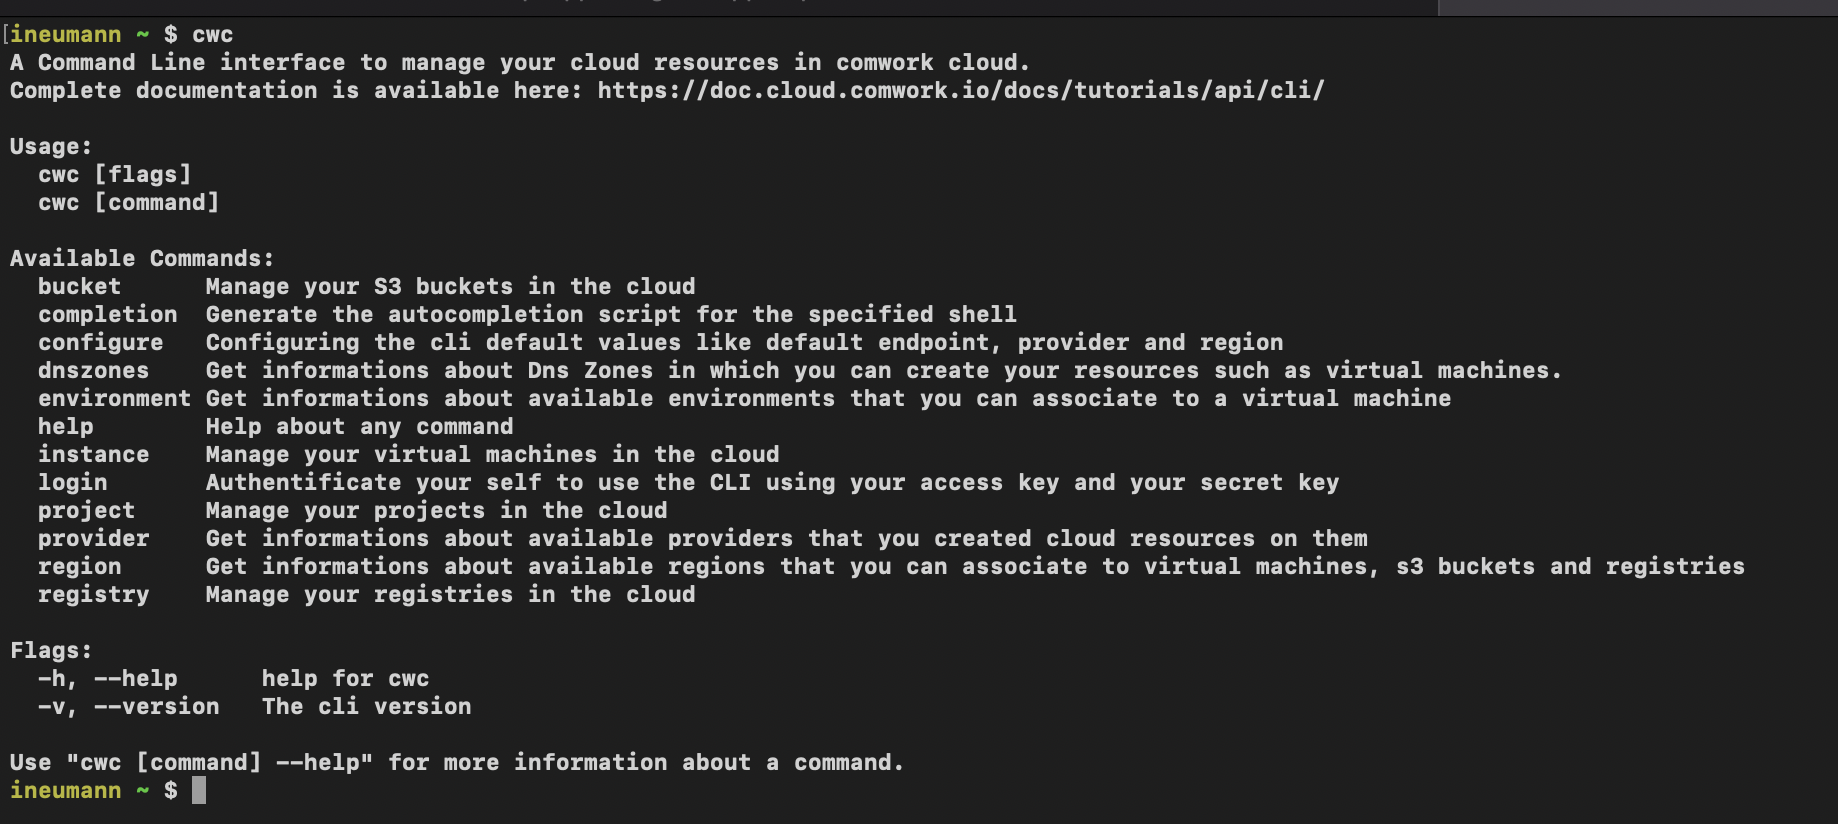 [ineumann ~ $ cwc
A Command Line interface to manage your cloud resources in comwork cloud.
Complete documentation is available here: https://doc.cloud.comwork.io/docs/tutorials/api/cli/
Usage:
cwc [flags]
cwc [command]
Available Commands:
bucket Manage your S3 buckets in the cloud
completion Generate the autocompletion script for the specified shell
configure Configuring the cli default values like default endpoint, provider and region
dnszones Get informations about Dns Zones in which you can create your resources such as virtual machines.
environment Get informations about available environments that you can associate to a virtual machine
help Help about any command
instance Manage your virtual machines in the cloud
login Authentificate your self to use the CLI using your access key and your secret key
project Manage your projects in the cloud
provider Get informations about available providers that you created cloud resources on them
region Get informations about available regions that you can associate to virtual machines, s3 buckets and registries
registry Manage your registries in the cloud
Flags:
-h, --help help for cwc
-v, --version The cli version
Use "cwc [command] --help" for more information about a command.
ineumann ~ $